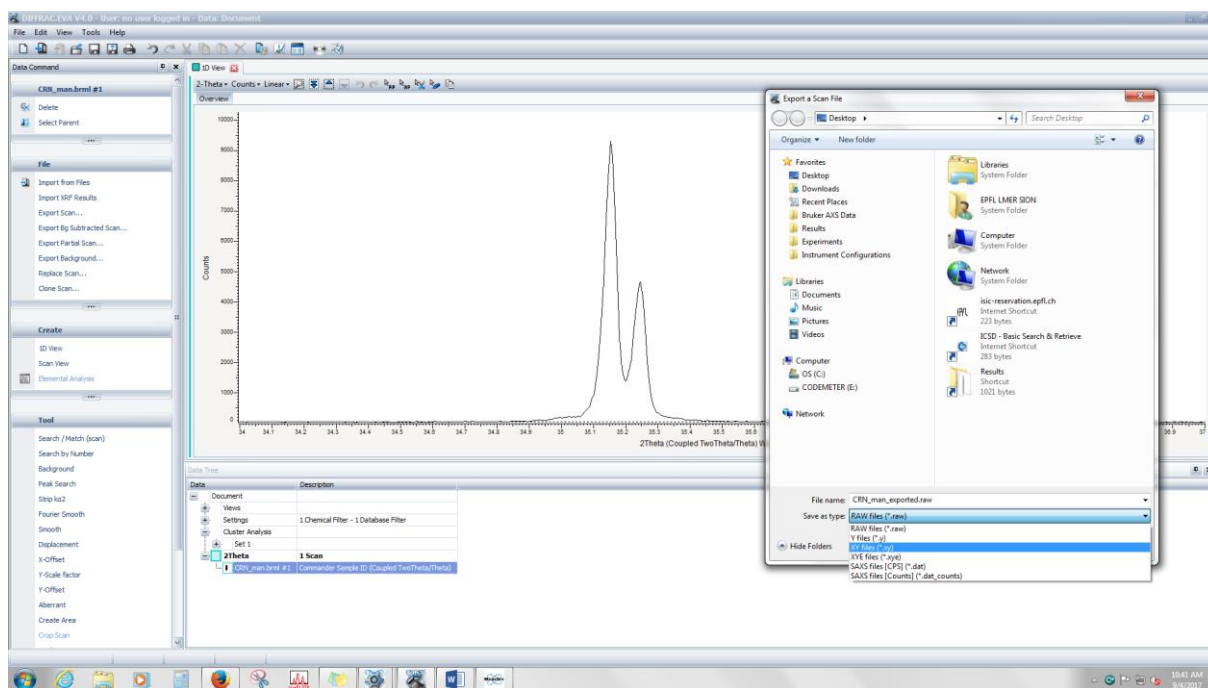 DIFFRAC.EVA V4.0 - User: no user logged in - Data: Document
File Edit View Tools Help
Data Command
CRN_man.brml #1
Delete
Select Parent
File
Import from Files
Import XRF Results
Export Scan...
Export Bg Subtracted Scan...
Export Partial Scan...
Export Background...
Replace Scan...
Clone Scan...
Create
1D View
Scan View
Elemental Analysis
Tool
Search / Match (scan)
Search by Number
Background
Peak Search
Strip kα2
Fourier Smooth
Smooth
Displacement
X-Offset
Y-Scale factor
Y-Offset
Aberrant
Create Area
Crop Scan
1D View
2-Theta Counts Linear
Overview
Counts
10000
9000
8000
7000
6000
5000
4000
3000
2000
1000
0
34 34.1 34.2 34.3 34.4 34.5 34.6 34.7 34.8 34.9 35 35.1 35.2 35.3 35.4 35.5 35.6 36.9 37
2Theta (Coupled TwoTheta/Theta) W
Data Tree
Data Description
Document
Views
Settings 1 Chemical Filter - 1 Database Filter
Cluster Analysis
Set 1
2Theta 1 Scan
CRN_man.brml #1 Commander Sample ID (Coupled TwoTheta/Theta)
Export a Scan File
Desktop
Search Desktop
Organize New folder
Favorites
Desktop
Downloads
Recent Places
Bruker AXS Data
Results
Experiments
Instrument Configurations
Libraries
Documents
Music
Pictures
Videos
Computer
OS (C:)
CODEMETER (E:)
Network
Libraries
System Folder
EPFL LMER SION
System Folder
Computer
System Folder
Network
System Folder
isic-reservation.epfl.ch
Internet Shortcut
223 bytes
ICSD - Basic Search & Retrieve
Internet Shortcut
283 bytes
Results
Shortcut
1021 bytes
File name: CRN_man_exported.raw
Save as type: RAW files (*.raw)
RAW files (*.raw)
Y files (*.y)
XY files (*.xy)
XYE files (*.xye)
SAXS files [CPS] (*.dat)
SAXS files [Counts] (*.dat_counts)
Hide Folders
10:41 AM
9/4/2017